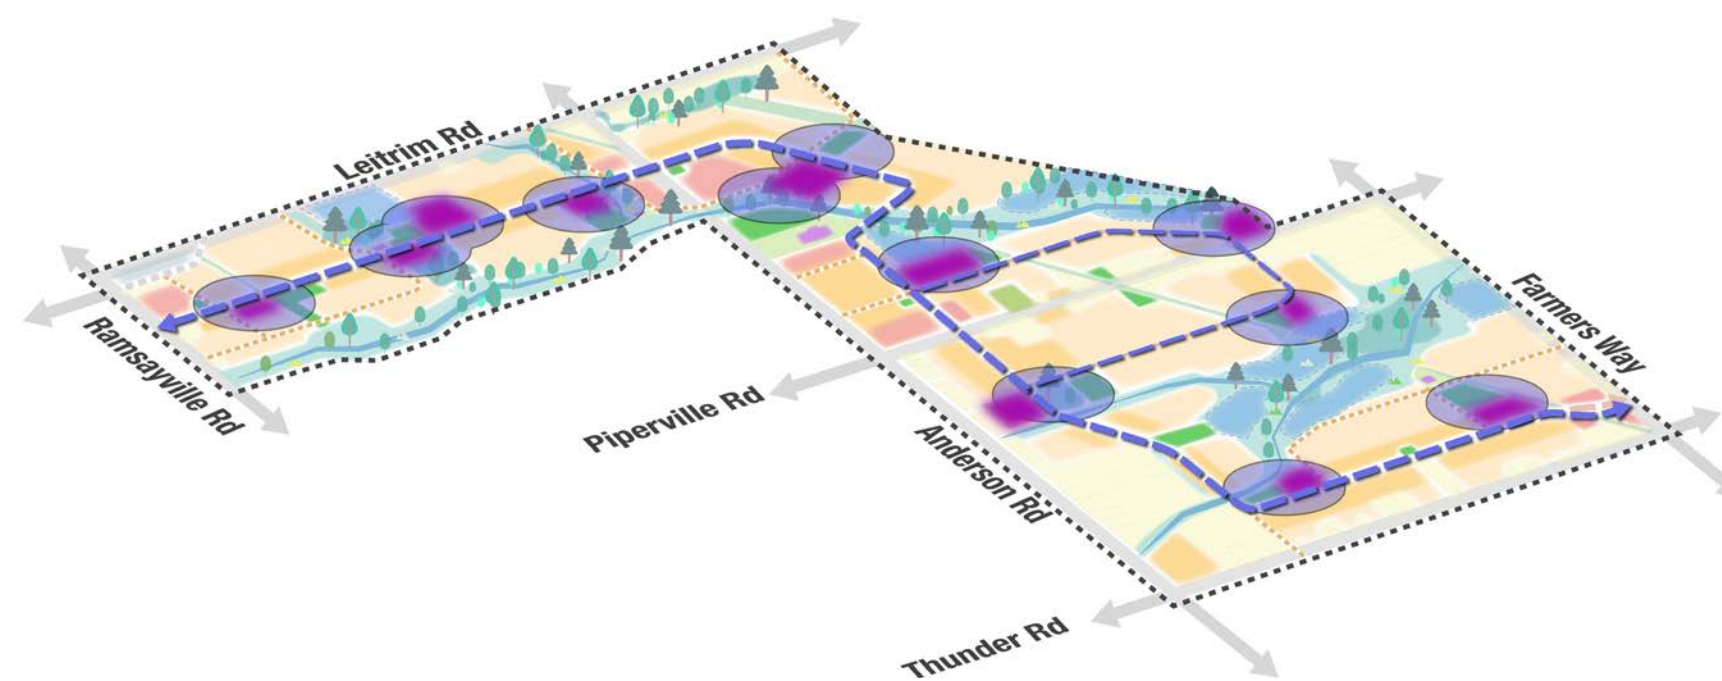 Leitrim Rd
Ramsayville Rd
Piperville Rd
Anderson Rd
Farmers Way
Thunder Rd